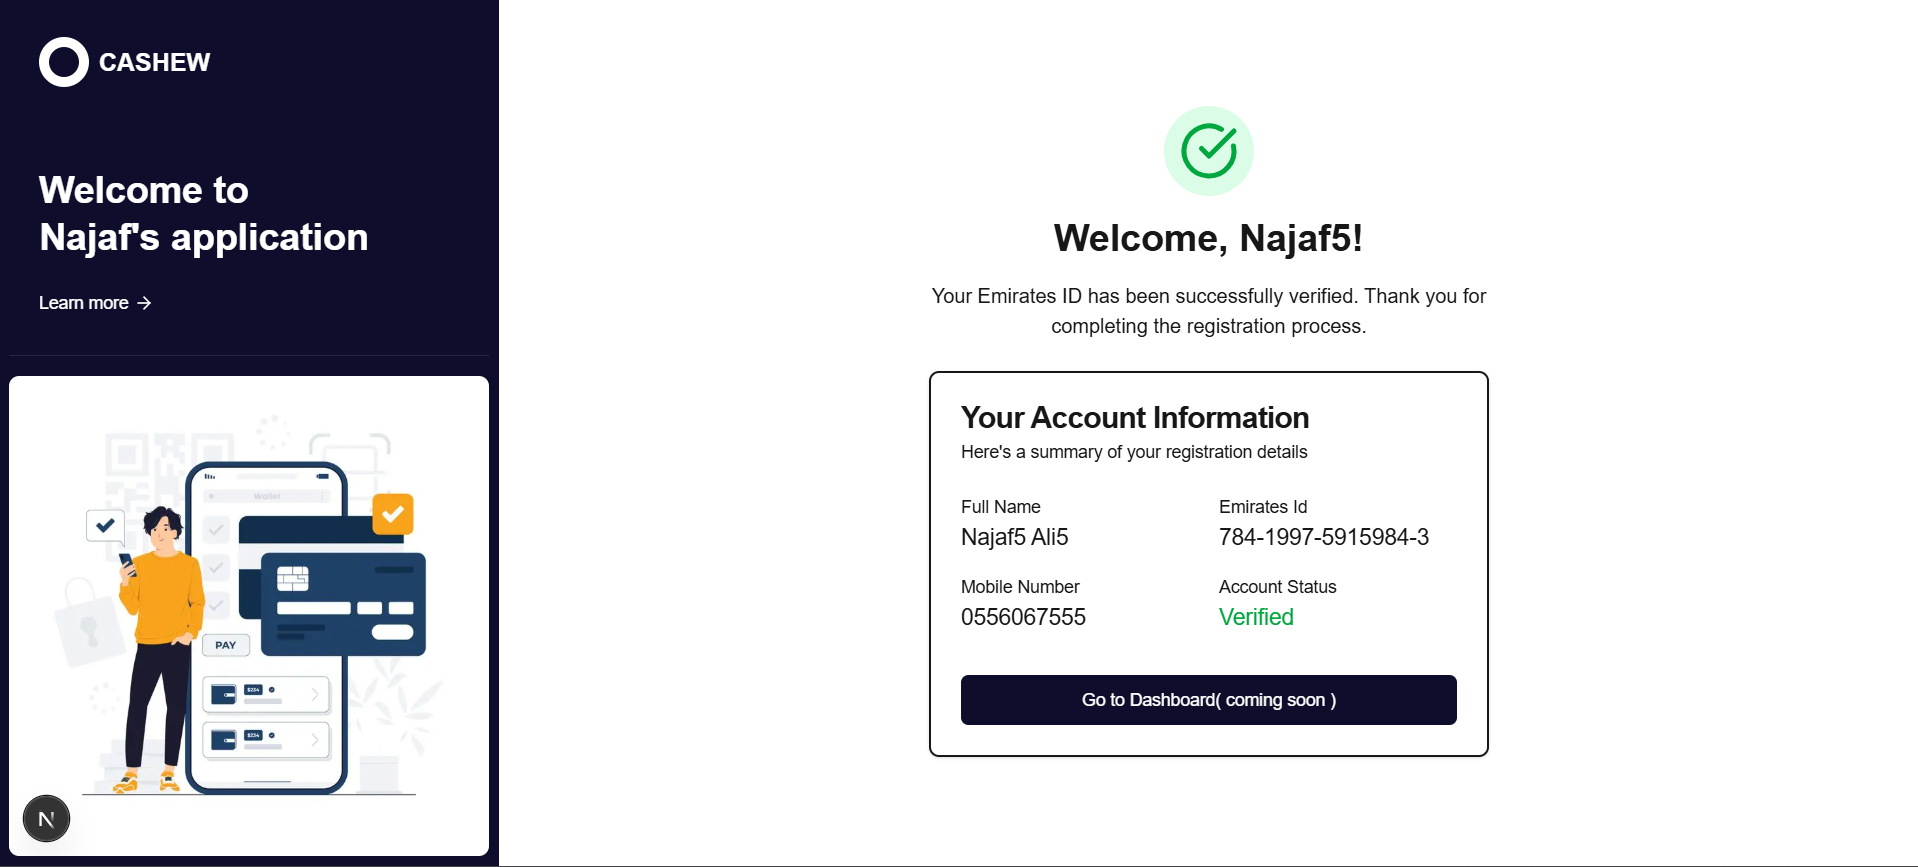 CASHEW
Welcome to
Najaf's application
Learn more
Wallet
PAY
$234
$234
N
Welcome, Najaf5!
Your Emirates ID has been successfully verified. Thank you for
completing the registration process.
Your Account Information
Here's a summary of your registration details
Full Name
Najaf5 Ali5
Emirates Id
784-1997-5915984-3
Mobile Number
0556067555
Account Status
Verified
Go to Dashboard( coming soon )